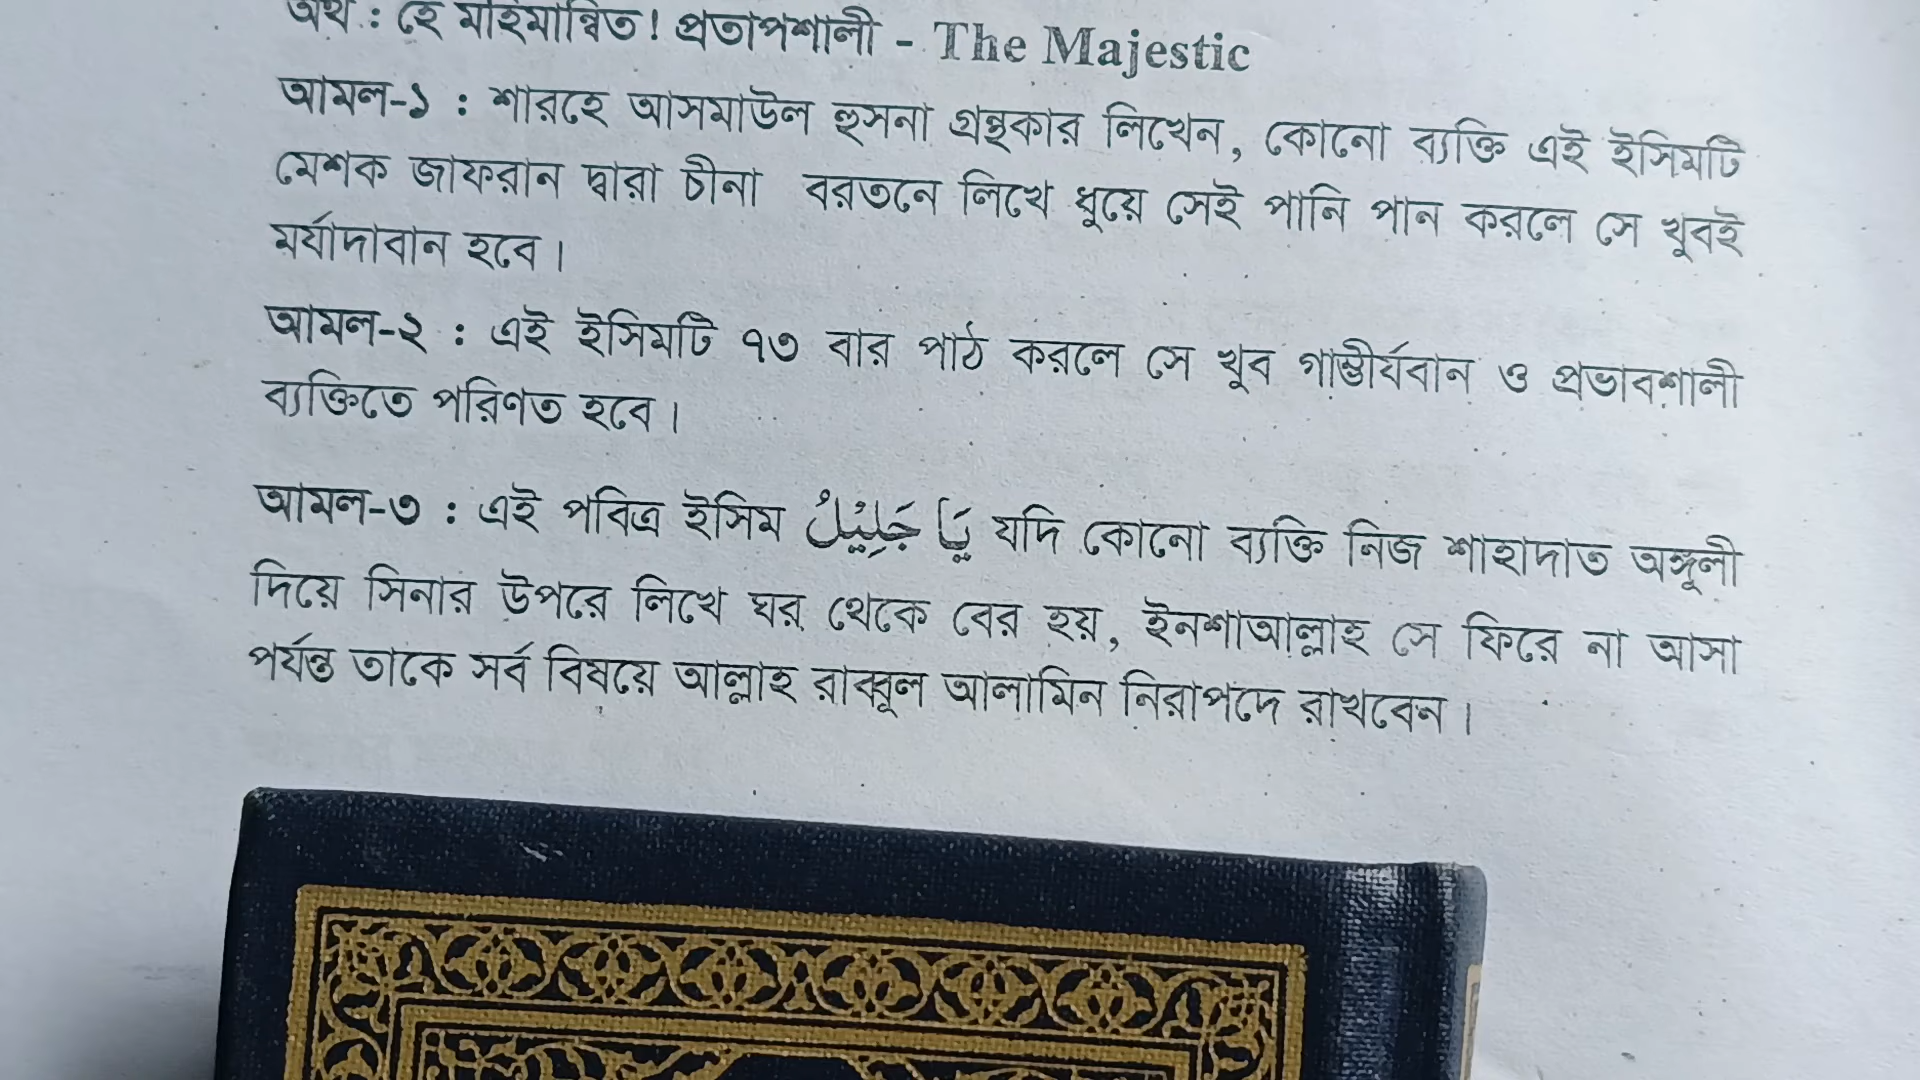 অর্থ : হে মহিমান্বিত! প্রতাপশালী - The Majestic
আমল-১ : শারহে আসমাউল হুসনা গ্রন্থকার লিখেন, কোনো ব্যক্তি এই ইসিমটি
মেশক জাফরান দ্বারা চীনা বরতনে লিখে ধুয়ে সেই পানি পান করলে সে খুবই
মর্যাদাবান হবে।
আমল-২ : এই ইসিমটি ৭৩ বার পাঠ করলে সে খুব গাম্ভীর্যবান ও প্রভাবশালী
ব্যক্তিতে পরিণত হবে।
আমল-৩ : এই পবিত্র ইসিম يَا جَلِيْلُ যদি কোনো ব্যক্তি নিজ শাহাদাত অঙ্গূলী
দিয়ে সিনার উপরে লিখে ঘর থেকে বের হয়, ইনশাআল্লাহ সে ফিরে না আসা
পর্যন্ত তাকে সর্ব বিষয়ে আল্লাহ রাব্বূল আলামিন নিরাপদে রাখবেন।